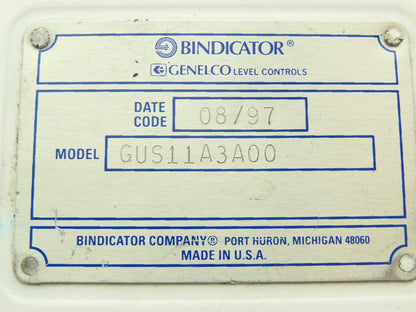 BINDICATOR®
GENELCO LEVEL CONTROLS
DATE CODE 08/97
MODEL GUS11A3A00
BINDICATOR COMPANY® PORT HURON, MICHIGAN 48060
MADE IN U.S.A.